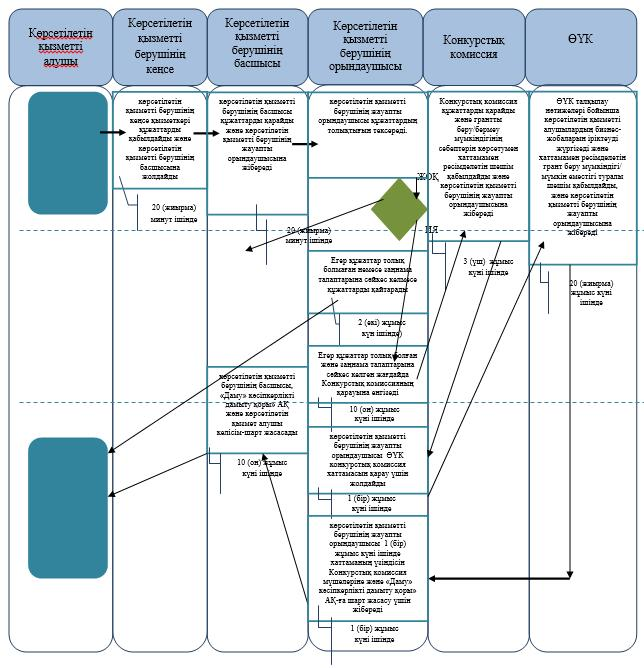 Көрсетілетін
қызметті
алушы
Көрсетілетін
қызметті
берушінің
кеңсе
Көрсетілетін
қызметті
берушінің
басшысы
Көрсетілетін
қызметті
берушінің
орындаушысы
Конкурстық
комиссия
ӨҮК
көрсетілетін
қызметті берушінің
кеңсе қызметкері
құжаттарды
қабылдайды және
көрсетілетін
қызметті берушінің
басшысына
жолдайды
20 (жиырма)
минут ішінде
көрсетілетін қызметті
берушінің басшысы
құжаттарды қарайды
және көрсетілетін
қызметті берушінің
жауапты
орындаушысына
жібереді
20 (жиырма)
минут ішінде
көрсетілетін қызметті
берушінің жауапты
орындаушысы құжаттардың
толықтығын тексереді.
ЖОҚ
ИЯ
Егер құжаттар толық
болмаған немесе заңнама
талаптарына сәйкес келмесе
құжаттарды қайтарады
2 (екі) жұмыс
күн ішінде)
Егер құжаттар толық болған
және заңнама талаптарына
сәйкес келген жағдайда
Конкурстық комиссияның
қарауына енгізеді
10 (он) жұмыс
күні ішінде
көрсетілетін қызметті
берушінің жауапты
орындаушысы ӨҮК
конкурстық комиссия
хаттамасын қарау үшін
жолдайды
1 (бір) жұмыс
күні ішінде
көрсетілетін қызметті
берушінің жауапты
орындаушысы 1 (бір)
жұмыс күні ішінде
хаттаманың үзіндісін
Конкурстық комиссия
мүшелеріне және «Даму»
кәсіпкерлікті дамыту қоры»
АҚ-ға шарт жасасу үшін
жібереді
1 (бір) жұмыс
күні ішінде
көрсетілетін қызметті
берушінің басшысы,
«Даму» кәсіпкерлікті
дамыту қоры» АҚ
және көрсетілетін
қызмет алушы
келісім-шарт жасасады
10 (он) жұмыс
күні ішінде
Конкурстық комиссия
құжаттарды қарайды
және грантты
беру/бермеу
мүмкіндігінің
себептерін көрсетумен
хаттамамен
ресімделетін шешім
қабылдайды және
көрсетілетін қызметті
берушінің жауапты
орындаушысына
жібереді
3 (үш) жұмыс
күні ішінде
ӨҮК талқылау
нәтижелері бойынша
көрсетілетін қызметті
алушылардың бизнес-
жобаларын іріктеуді
жүргізеді және
хаттамамен ресімделетін
грант беру мүмкіндігі/
мүмкін еместігі туралы
шешім қабылдайды,
және көрсетілетін
қызметті берушінің
жауапты
орындаушысына
жібереді
20 (жиырма)
жұмыс күні
ішінде